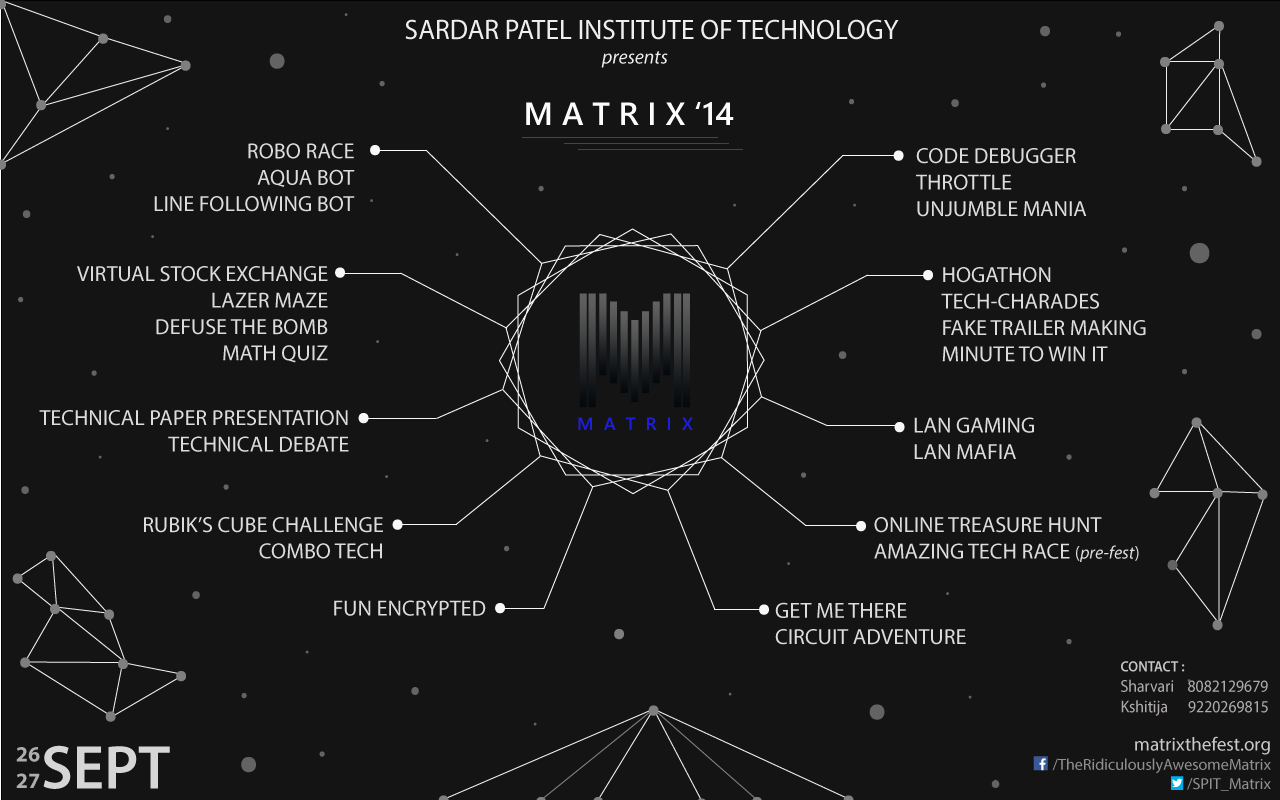 SARDAR PATEL INSTITUTE OF TECHNOLOGY
presents
MATRIX ‘14
ROBO RACE
AQUA BOT
LINE FOLLOWING BOT
VIRTUAL STOCK EXCHANGE
LAZER MAZE
DEFUSE THE BOMB
MATH QUIZ
TECHNICAL PAPER PRESENTATION
TECHNICAL DEBATE
RUBIK’S CUBE CHALLENGE
COMBO TECH
FUN ENCRYPTED
MATRIX
CODE DEBUGGER
THROTTLE
UNJUMBLE MANIA
HOGATHON
TECH-CHARADES
FAKE TRAILER MAKING
MINUTE TO WIN IT
LAN GAMING
LAN MAFIA
ONLINE TREASURE HUNT
AMAZING TECH RACE (pre-fest)
GET ME THERE
CIRCUIT ADVENTURE
26
27 SEPT
CONTACT :
Sharvari 8082129679
Kshitija 9220269815
matrixthefest.org
/TheRidiculouslyAwesomeMatrix
/SPIT_Matrix